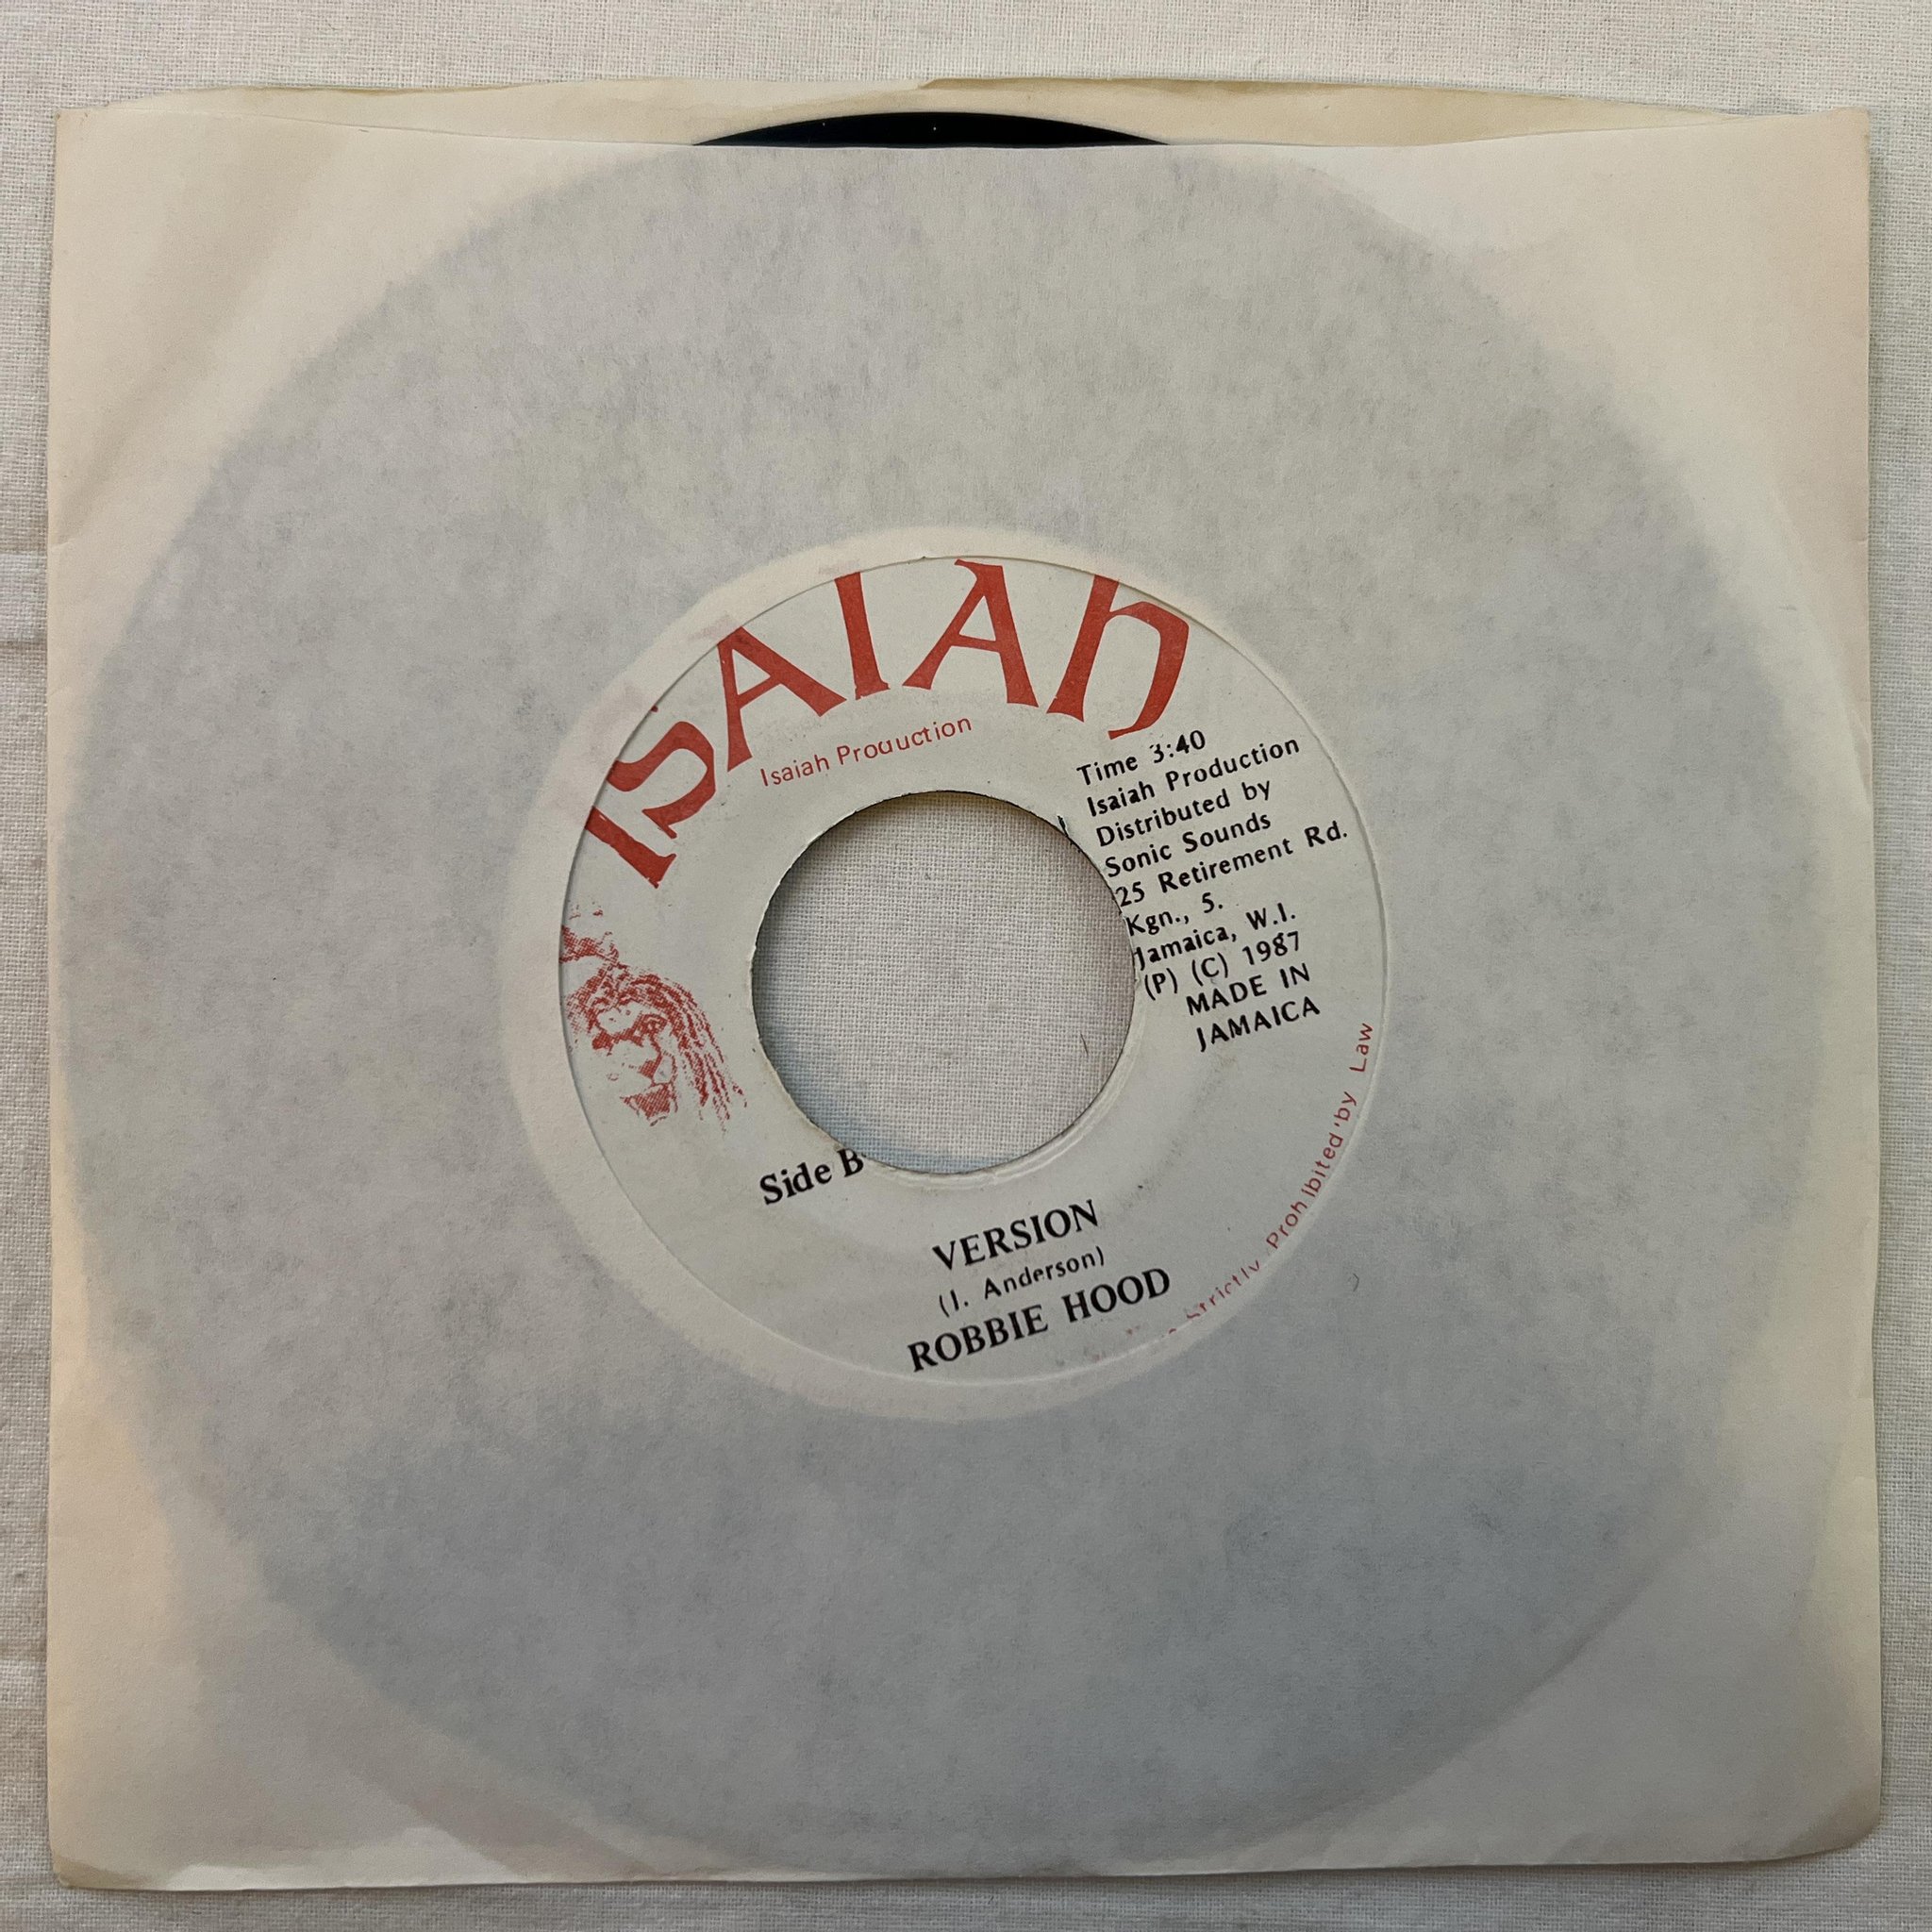 ISAIAH
Isaiah Production
Time 3:40
Isaiah Production
Distributed by
Sonic Sounds
25 Retirement Rd.
Kgn., 5.
Jamaica, W.I.
(P) (C) 1987
MADE IN
JAMAICA
Side B
VERSION
(I. Anderson)
ROBBIE HOOD
Strictly Prohibited by Law